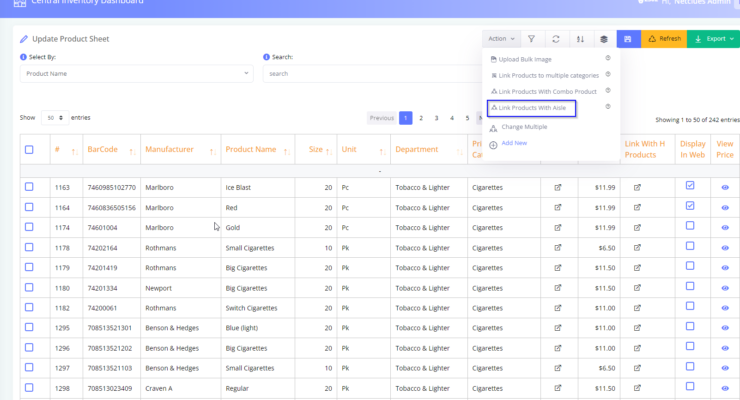 Central Inventory Dashboard
Update Product Sheet
Action
Refresh
Export
Select By:
Search:
Product Name
search
Upload Bulk Image
Link Products to multiple categories
Link Products With Combo Product
Link Products With Aisle
Change Multiple
Add New
Show 50 entries
Previous 1 2 3 4 5
Showing 1 to 50 of 242 entries
# BarCode Manufacturer Product Name Size Unit Department Link With H Products Display In Web View Price
-
1163 7460985102770 Marlboro Ice Blast 20 Pc Tobacco & Lighter Cigarettes $11.99
1164 7460836505156 Marlboro Red 20 Pc Tobacco & Lighter Cigarettes $11.99
1174 74601004 Marlboro Gold 20 Pc Tobacco & Lighter Cigarettes $11.99
1178 74202164 Rothmans Small Cigarettes 10 Pk Tobacco & Lighter Cigarettes $6.50
1179 74201419 Rothmans Big Cigarettes 20 Pk Tobacco & Lighter Cigarettes $11.50
1180 74201334 Newport Big Cigarettes 20 Pk Tobacco & Lighter Cigarettes $11.50
1182 74200061 Rothmans Switch Cigarettes 20 Pk Tobacco & Lighter Cigarettes $11.00
1295 708513521301 Benson & Hedges Blue (light) 20 Pk Tobacco & Lighter Cigarettes $11.00
1296 708513521202 Benson & Hedges Big Cigarettes 20 Pk Tobacco & Lighter Cigarettes $11.00
1297 708513521103 Benson & Hedges Small Cigarettes 10 Pk Tobacco & Lighter Cigarettes $6.50
1298 708513023409 Craven A Regular 20 Pk Tobacco & Lighter Cigarettes $11.50